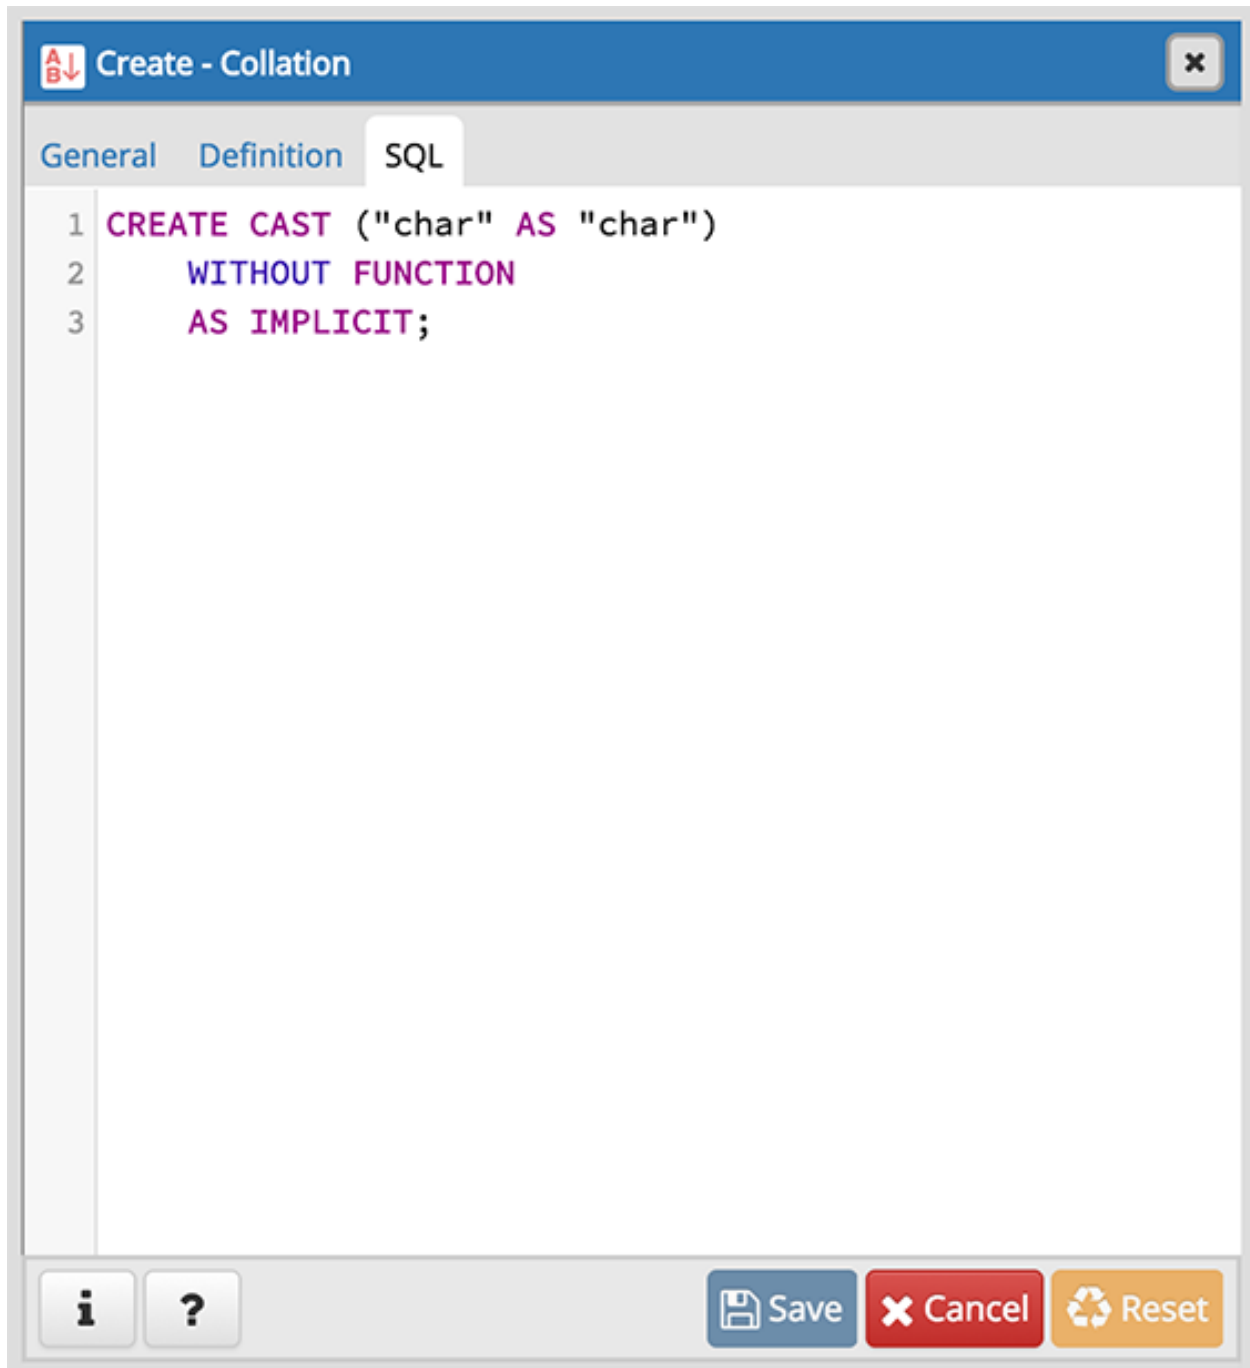 A B Create - Collation
General Definition SQL
1 CREATE CAST ("char" AS "char")
2 WITHOUT FUNCTION
3 AS IMPLICIT;
i ? Save Cancel Reset